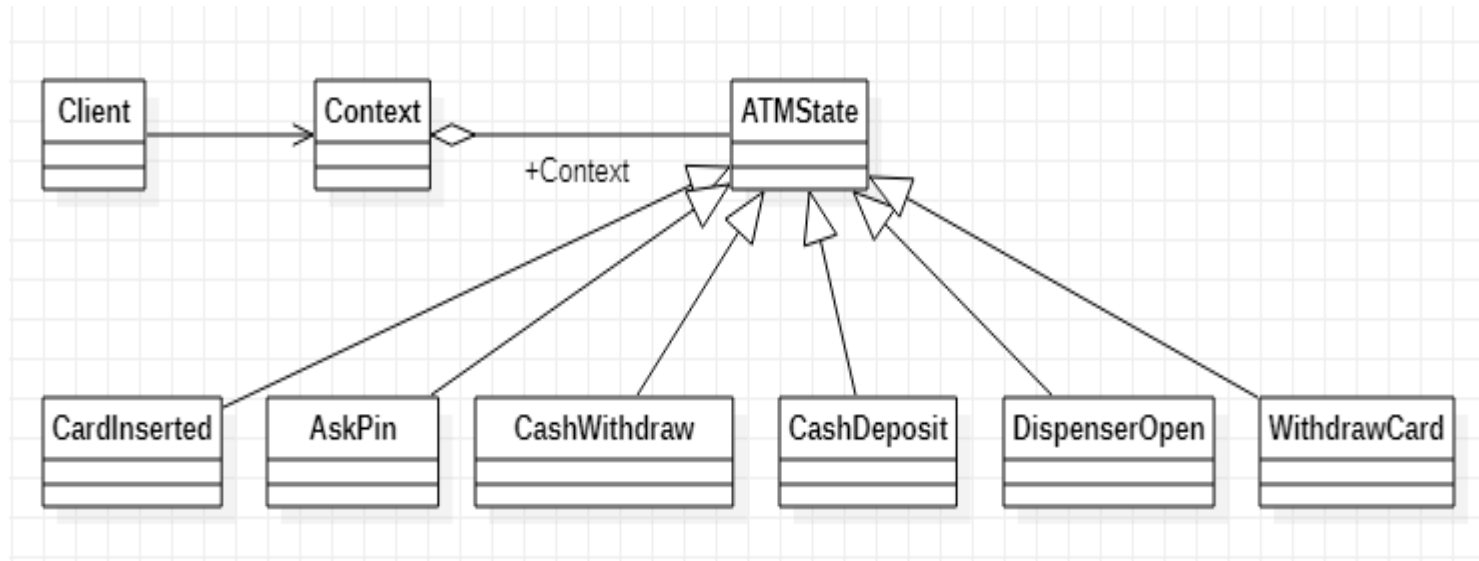 Client
Context
ATMState
+Context
CardInserted
AskPin
CashWithdraw
CashDeposit
DispenserOpen
WithdrawCard